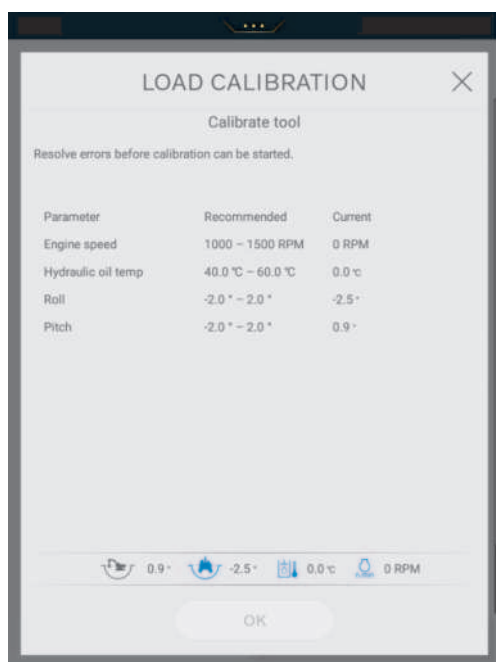 LOAD CALIBRATION
Calibrate tool
Resolve errors before calibration can be started.
Parameter Recommended Current
Engine speed 1000 – 1500 RPM 0 RPM
Hydraulic oil temp 40.0 °C – 60.0 °C 0.0 °C
Roll -2.0 ° – 2.0 ° -2.5 °
Pitch -2.0 ° – 2.0 ° 0.9 °
0.9 ° -2.5 ° 0.0 °C 0 RPM
OK